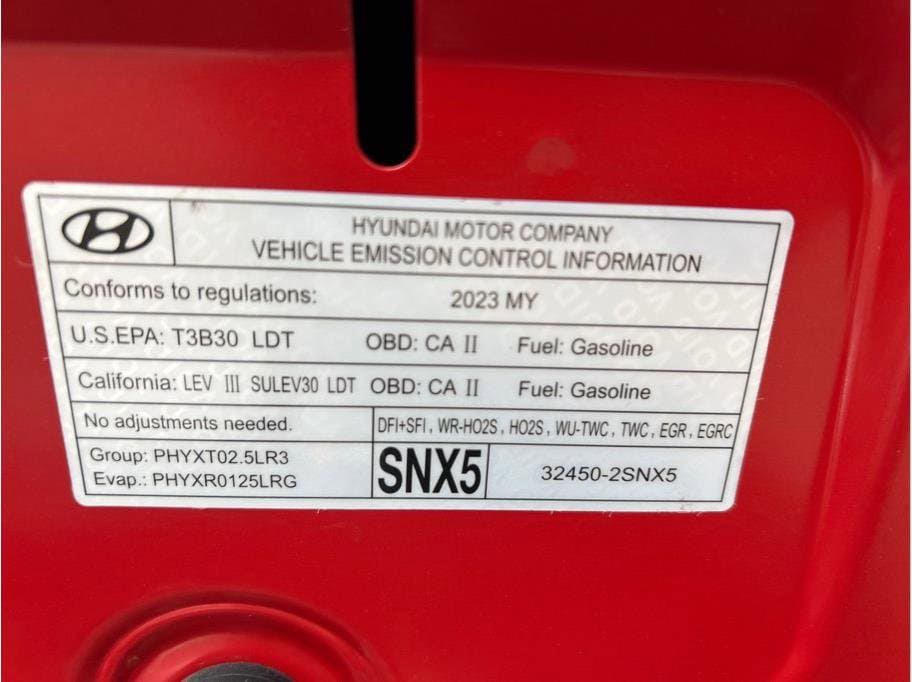 HYUNDAI MOTOR COMPANY
VEHICLE EMISSION CONTROL INFORMATION
Conforms to regulations: 2023 MY
U.S.EPA: T3B30 LDT OBD: CA II Fuel: Gasoline
California: LEV III SULEV30 LDT OBD: CA II Fuel: Gasoline
No adjustments needed. DFI+SFI, WR-HO2S, HO2S, WU-TWC, TWC, EGR, EGRC
Group: PHYXT02.5LR3
Evap.: PHYXR0125LRG
SNX5 32450-2SNX5